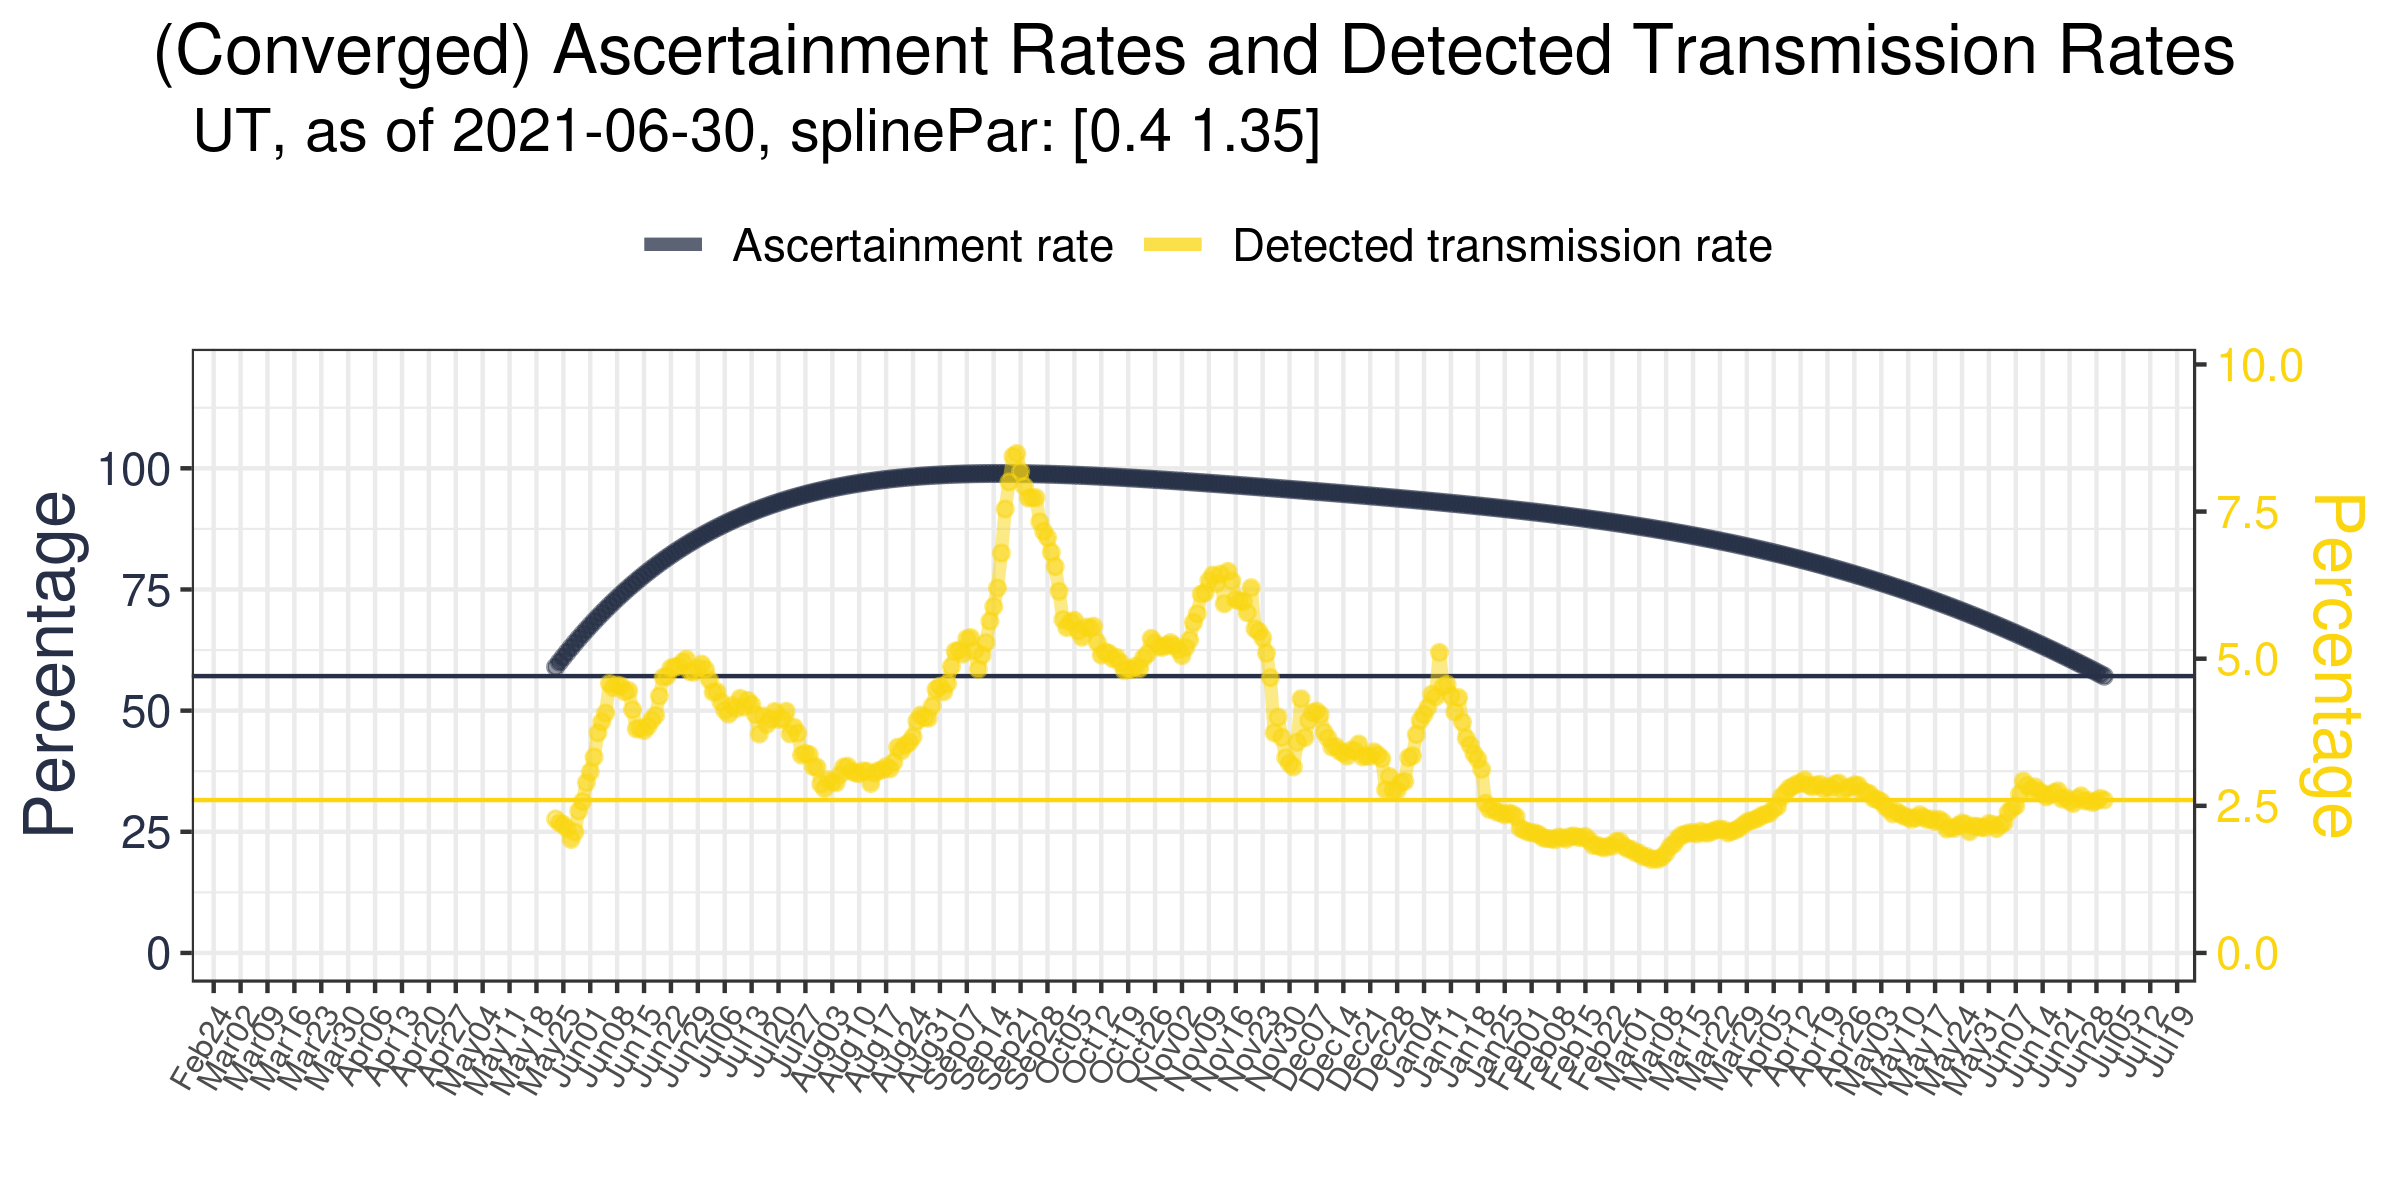 (Converged) Ascertainment Rates and Detected Transmission Rates
UT, as of 2021-06-30, splinePar: [0.4 1.35]
Ascertainment rate
Detected transmission rate
Percentage
100
75
50
25
0
10.0
7.5
5.0
2.5
0.0
Percentage
Feb24
Mar02
Mar09
Mar16
Mar23
Mar30
Apr06
Apr13
Apr20
Apr27
May04
May11
May18
May25
Jun01
Jun08
Jun15
Jun22
Jun29
Jul06
Jul13
Jul20
Jul27
Aug03
Aug10
Aug17
Aug24
Aug31
Sep07
Sep14
Sep21
Sep28
Oct05
Oct12
Oct19
Oct26
Nov02
Nov09
Nov16
Nov23
Nov30
Dec07
Dec14
Dec21
Dec28
Jan04
Jan11
Jan18
Jan25
Feb01
Feb08
Feb15
Feb22
Mar01
Mar08
Mar15
Mar22
Mar29
Apr05
Apr12
Apr19
Apr26
May03
May10
May17
May24
May31
Jun07
Jun14
Jun21
Jun28
Jul05
Jul12
Jul19